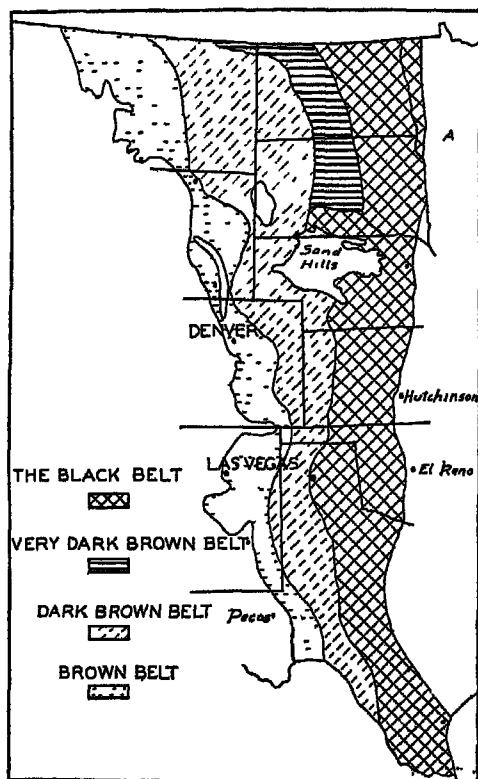 A
Sand
Hills
DENVER
Hutchinson
LAS VEGAS
El Reno
THE BLACK BELT
VERY DARK BROWN BELT
DARK BROWN BELT
Pecos
BROWN BELT